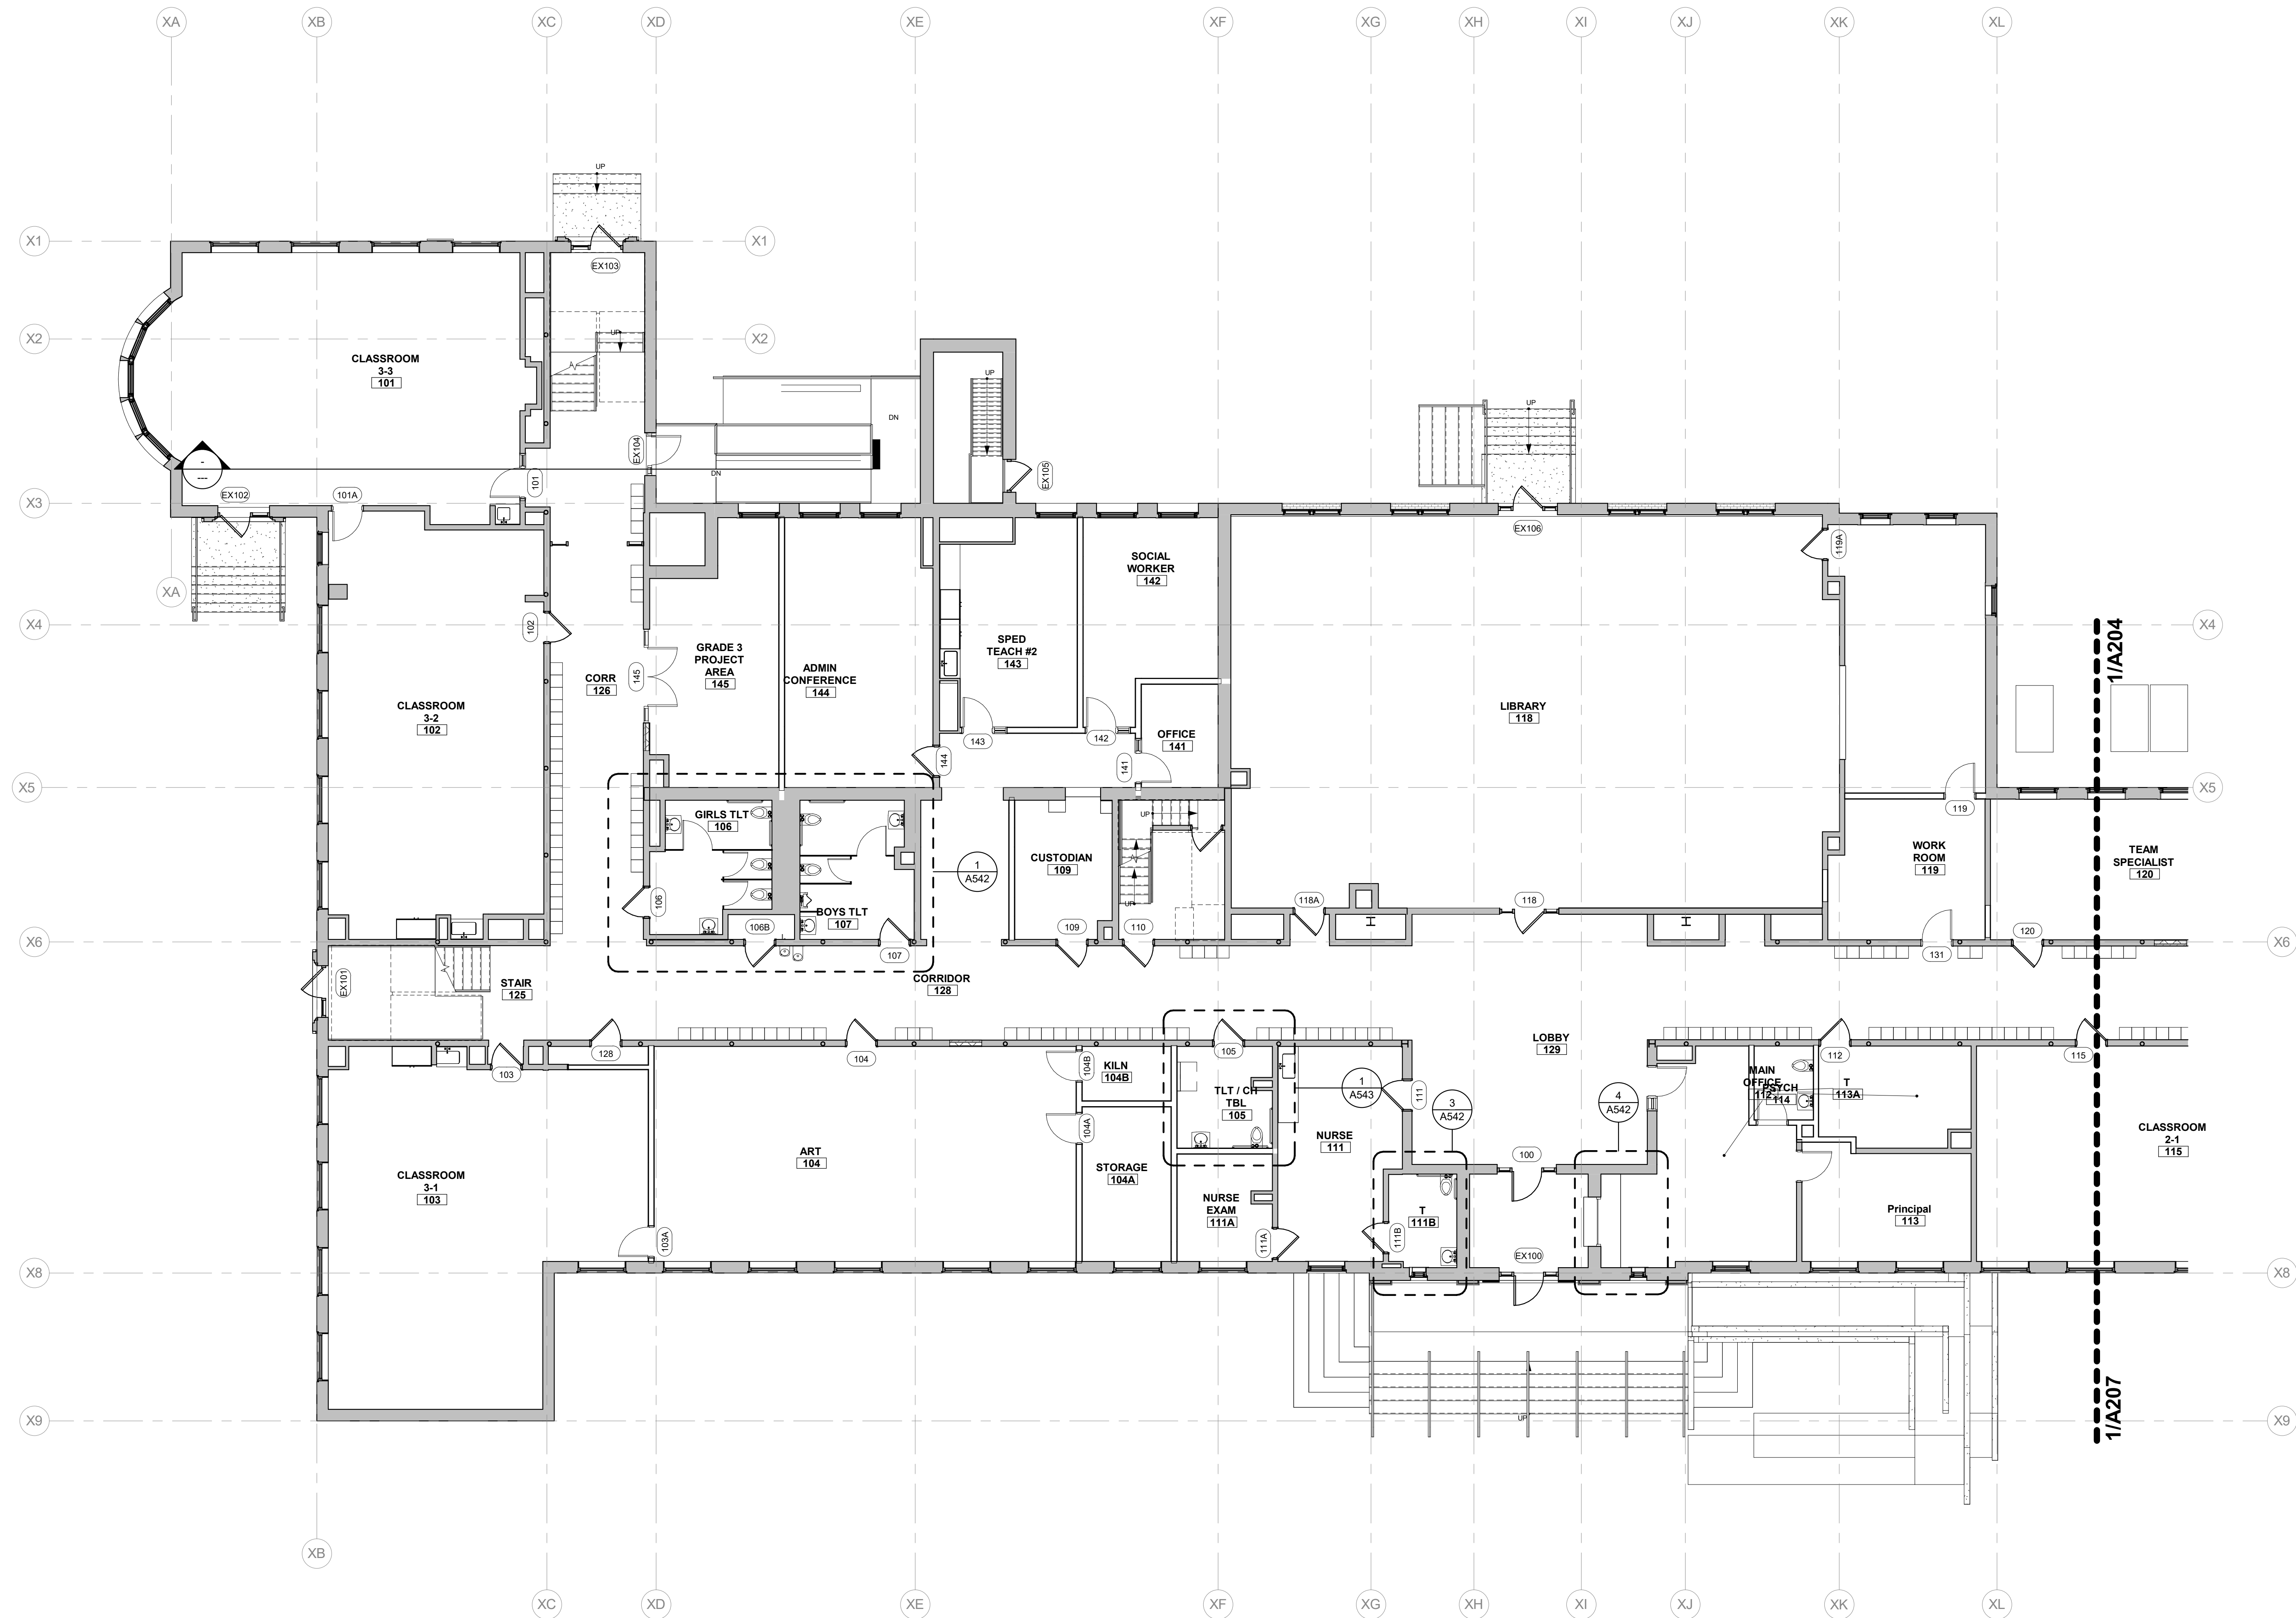 XA
XB
XC
XD
XE
XF
XG
XH
XI
XJ
XK
XL
UP
X1
X1
EX103
X2
UP
X2
CLASSROOM
3-3
101
UP
DN
UP
EX104
DN
EX105
-
---
101
EX102
101A
X3
EX106
119A
SOCIAL
WORKER
142
XA
X4
102
X4
1/A204
SPED
TEACH #2
143
GRADE 3
PROJECT
AREA
145
ADMIN
CONFERENCE
144
CORR
126
145
CLASSROOM
3-2
102
LIBRARY
118
OFFICE
141
143
142
144
141
X5
X5
119
GIRLS TLT
106
UP
CUSTODIAN
109
1
A542
WORK
ROOM
119
TEAM
SPECIALIST
120
106
BOYS TLT
107
106B
UP
118A
118
X6
107
109
110
131
120
X6
EX101
STAIR
125
CORRIDOR
128
LOBBY
129
128
104
105
112
115
103
104B
KILN
104B
TLT / CH
TBL
105
1
A543
111
3
A542
4
A542
MAIN
OFFICE
112
PSYCH
114
T
113A
104A
NURSE
111
CLASSROOM
2-1
115
ART
104
100
CLASSROOM
3-1
103
STORAGE
104A
NURSE
EXAM
111A
T
111B
Principal
113
103A
111A
111B
EX100
X8
X8
UP
1/A207
X9
X9
XB
XC
XD
XE
XF
XG
XH
XI
XJ
XK
XL